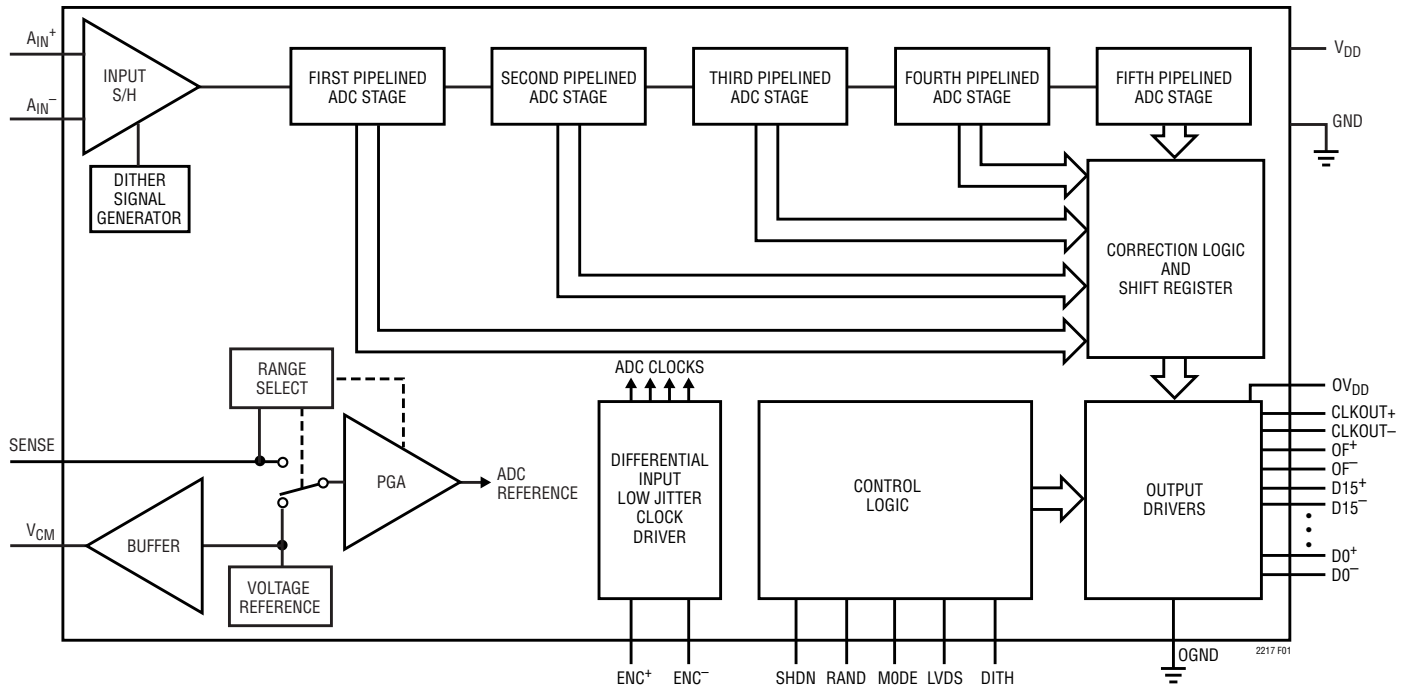 AIN+
AIN−
INPUT
S/H
DITHER
SIGNAL
GENERATOR
FIRST PIPELINED
ADC STAGE
SECOND PIPELINED
ADC STAGE
THIRD PIPELINED
ADC STAGE
FOURTH PIPELINED
ADC STAGE
FIFTH PIPELINED
ADC STAGE
VDD
GND
CORRECTION LOGIC
AND
SHIFT REGISTER
RANGE
SELECT
SENSE
PGA
ADC
REFERENCE
VCM
BUFFER
VOLTAGE
REFERENCE
ADC CLOCKS
DIFFERENTIAL
INPUT
LOW JITTER
CLOCK
DRIVER
CONTROL
LOGIC
OUTPUT
DRIVERS
OVDD
CLKOUT+
CLKOUT−
OF+
OF−
D15+
D15−
D0+
D0−
ENC+
ENC−
SHDN
RAND
MODE
LVDS
DITH
OGND
2217 F01